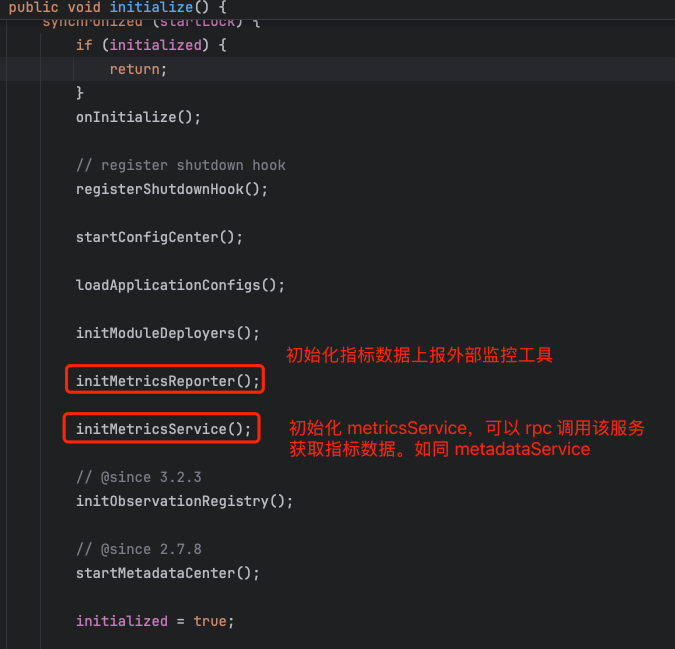 public void initialize() {
synchronized (startLock) {
if (initialized) {
return;
}
onInitialize();
// register shutdown hook
registerShutdownHook();
startConfigCenter();
loadApplicationConfigs();
initModuleDeployers();
初始化指标数据上报外部监控工具
initMetricsReporter();
initMetricsService();
初始化 metricsService，可以 rpc 调用该服务
获取指标数据。如同 metadataService
// @since 3.2.3
initObservationRegistry();
// @since 2.7.8
startMetadataCenter();
initialized = true;